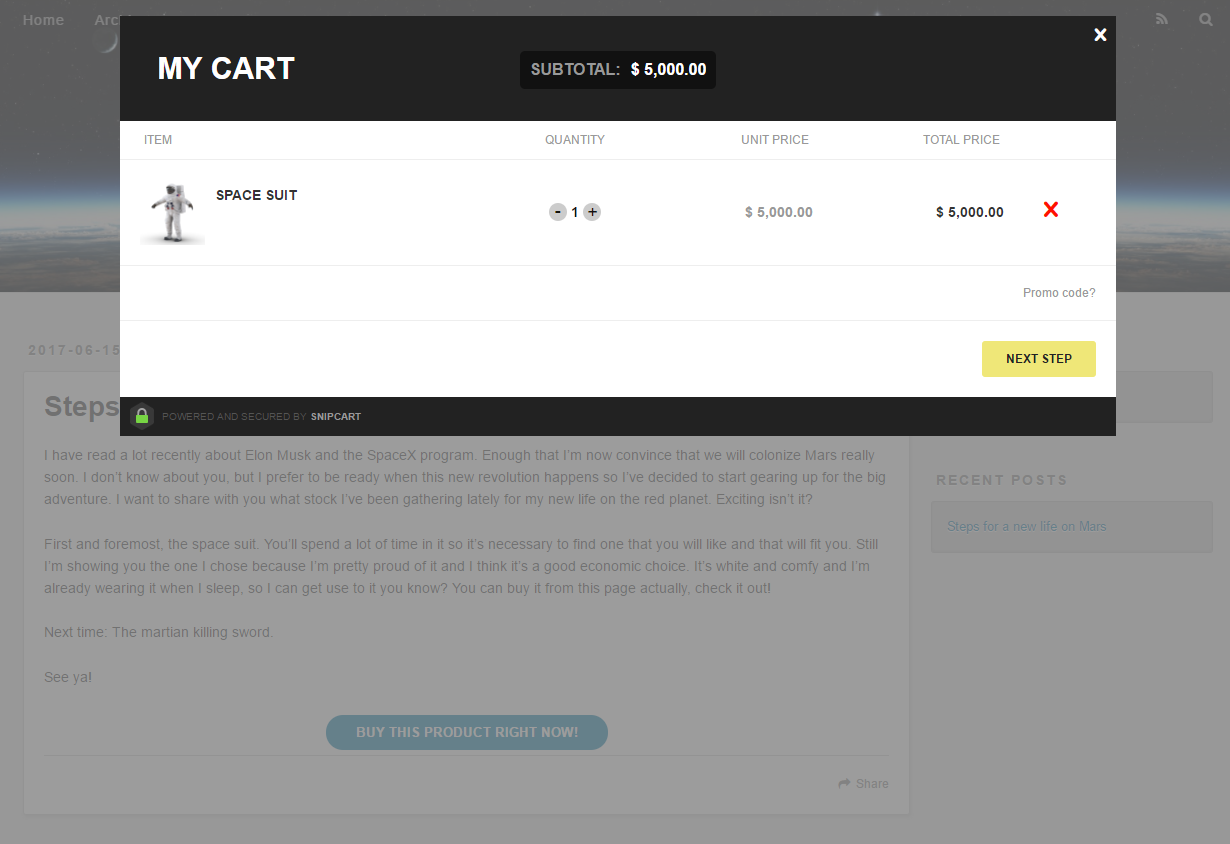 Home
MY CART
SUBTOTAL: $ 5,000.00
ITEM QUANTITY UNIT PRICE TOTAL PRICE
SPACE SUIT
- 1 + $ 5,000.00 $ 5,000.00
Promo code?
NEXT STEP
POWERED AND SECURED BY SNIPCART
2017-06-15
Steps
I have read a lot recently about Elon Musk and the SpaceX program. Enough that I'm now convince that we will colonize Mars really
soon. I don't know about you, but I prefer to be ready when this new revolution happens so I've decided to start gearing up for the big
adventure. I want to share with you what stock I've been gathering lately for my new life on the red planet. Exciting isn't it?
First and foremost, the space suit. You'll spend a lot of time in it so it's necessary to find one that you will like and that will fit you. Still
I'm showing you the one I chose because I'm pretty proud of it and I think it's a good economic choice. It's white and comfy and I'm
already wearing it when I sleep, so I can get use to it you know? You can buy it from this page actually, check it out!
Next time: The martian killing sword.
See ya!
BUY THIS PRODUCT RIGHT NOW!
Share
RECENT POSTS
Steps for a new life on Mars